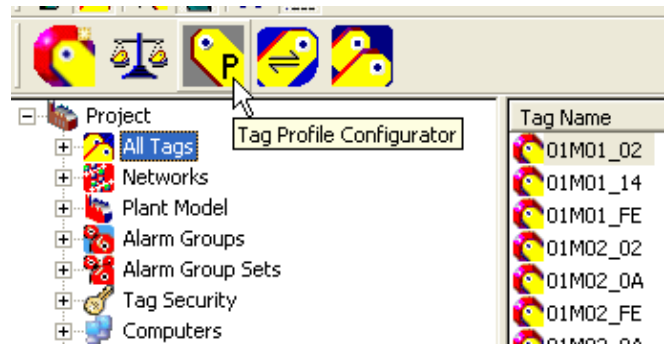 P
Project
Tag Profile Configurator
All Tags
Networks
Plant Model
Alarm Groups
Alarm Group Sets
Tag Security
Computers
Tag Name
01M01_02
01M01_14
01M01_FE
01M02_02
01M02_0A
01M02_FE